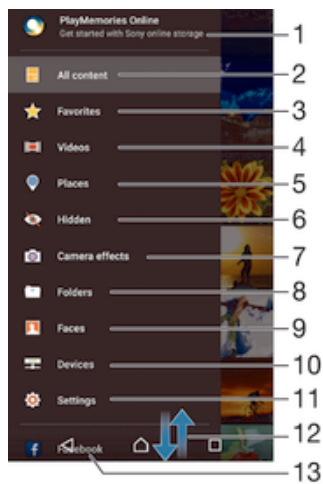 PlayMemories Online
Get started with Sony online storage
1
All content
2
Favorites
3
Videos
4
Places
5
Hidden
6
Camera effects
7
Folders
8
Faces
9
Devices
10
Settings
11
12
Facebook
13